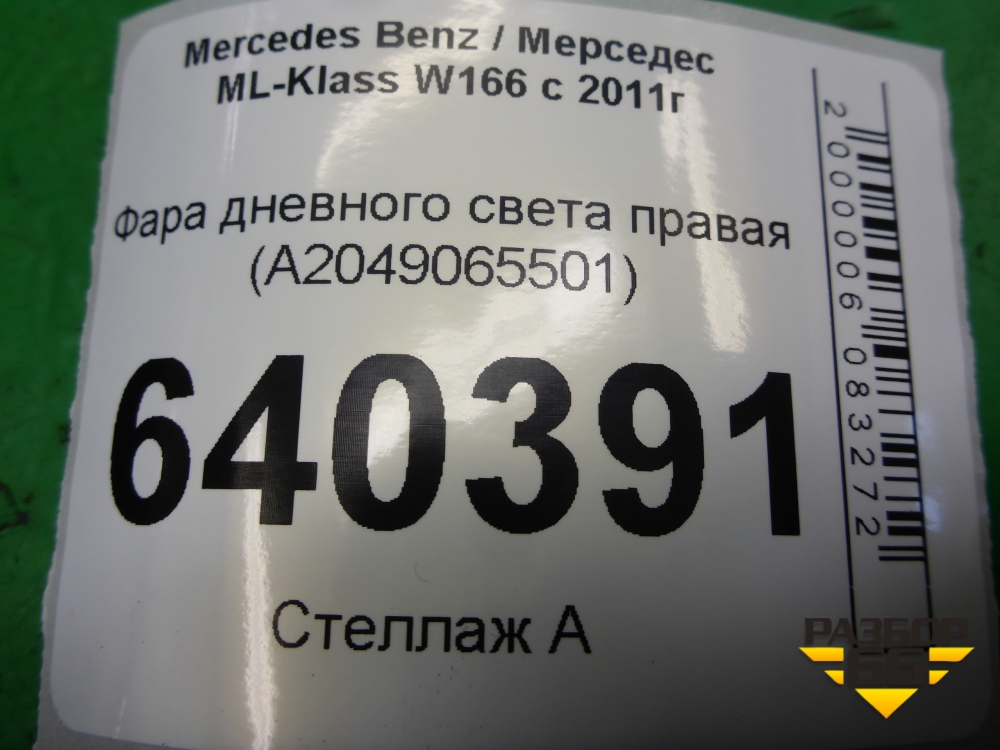 Mercedes Benz / Мерседес
ML-Klass W166 с 2011г
Фара дневного света правая
(A2049065501)
640391
Стеллаж А
2000006083272
РАЗБОР
66